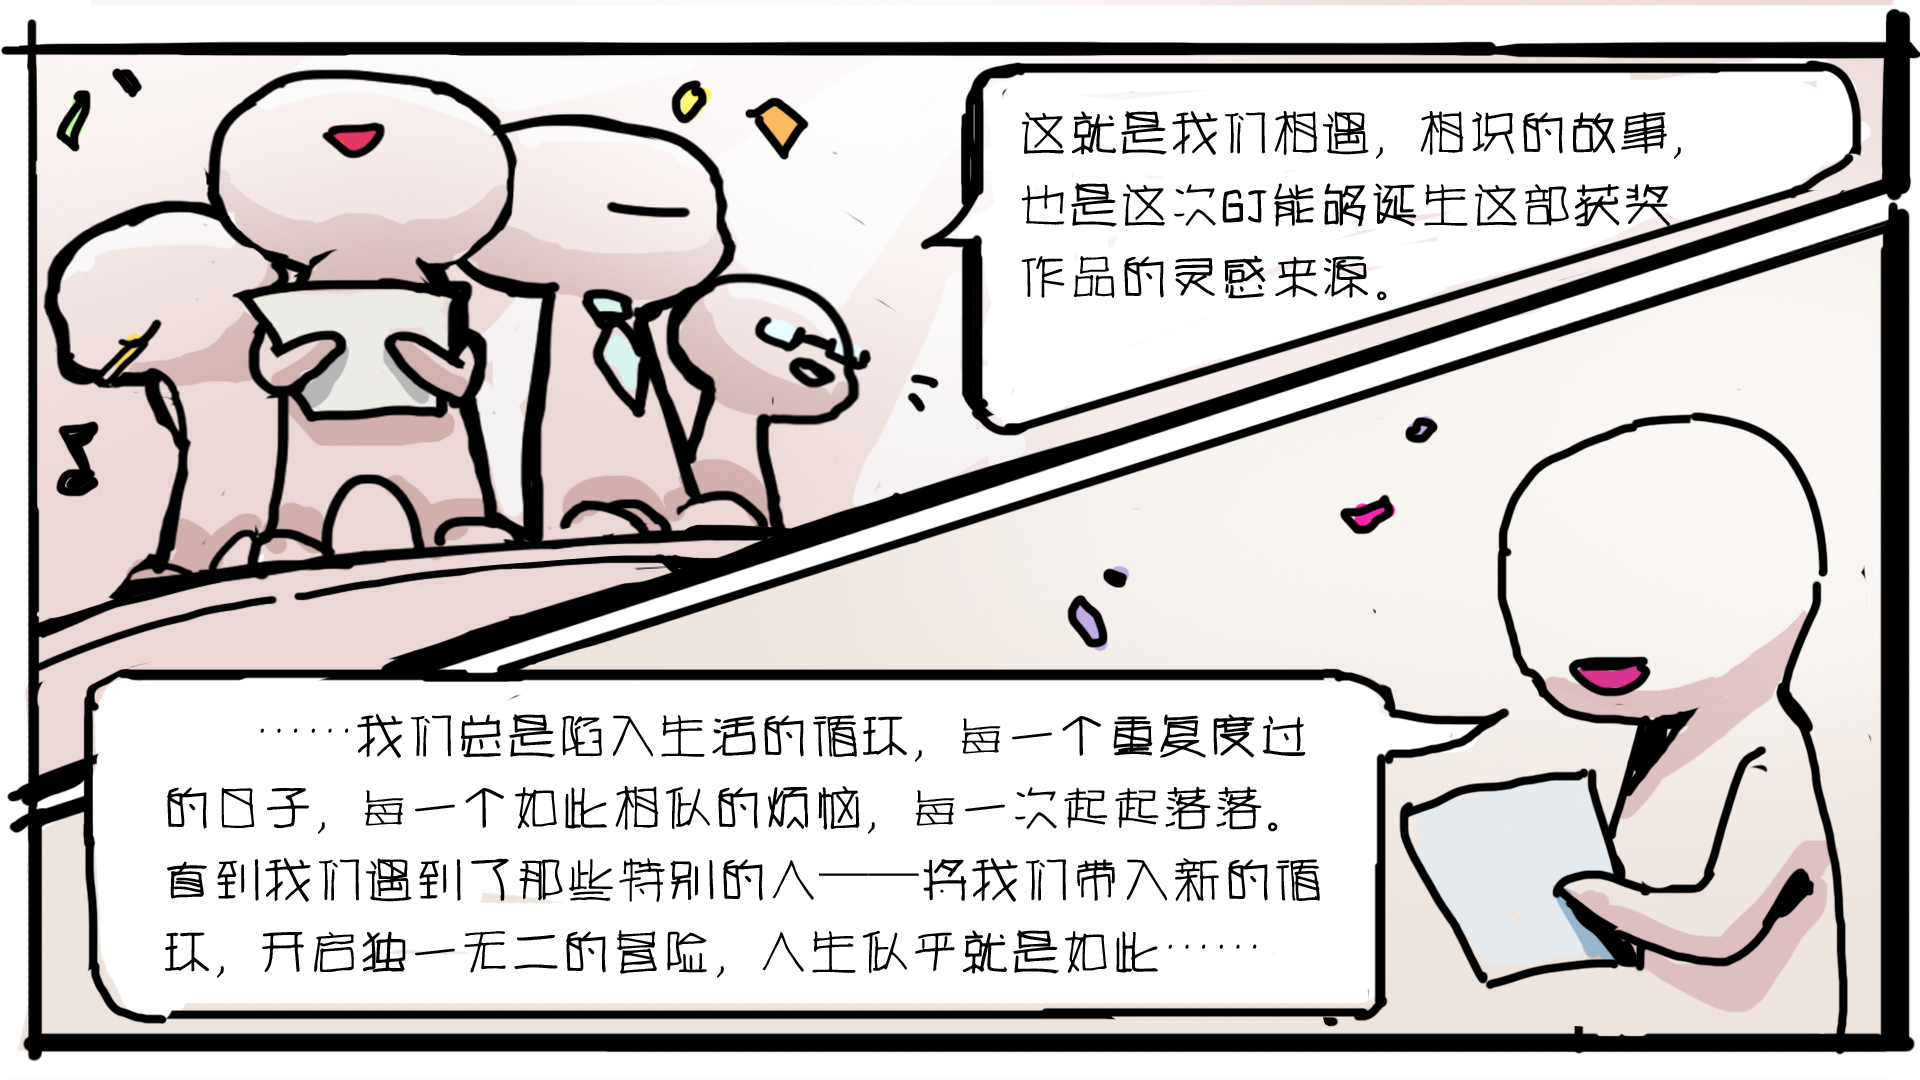 这就是我们相遇，相识的故事，
也是这次GJ能够诞生这部获奖
作品的灵感来源。
……我们总是陷入生活的循环，每一个重复度过
的日子，每一个如此相似的烦恼，每一次起起落落。
直到我们遇到了那些特别的人——将我们带入新的循
环，开启独一无二的冒险，人生似乎就是如此……